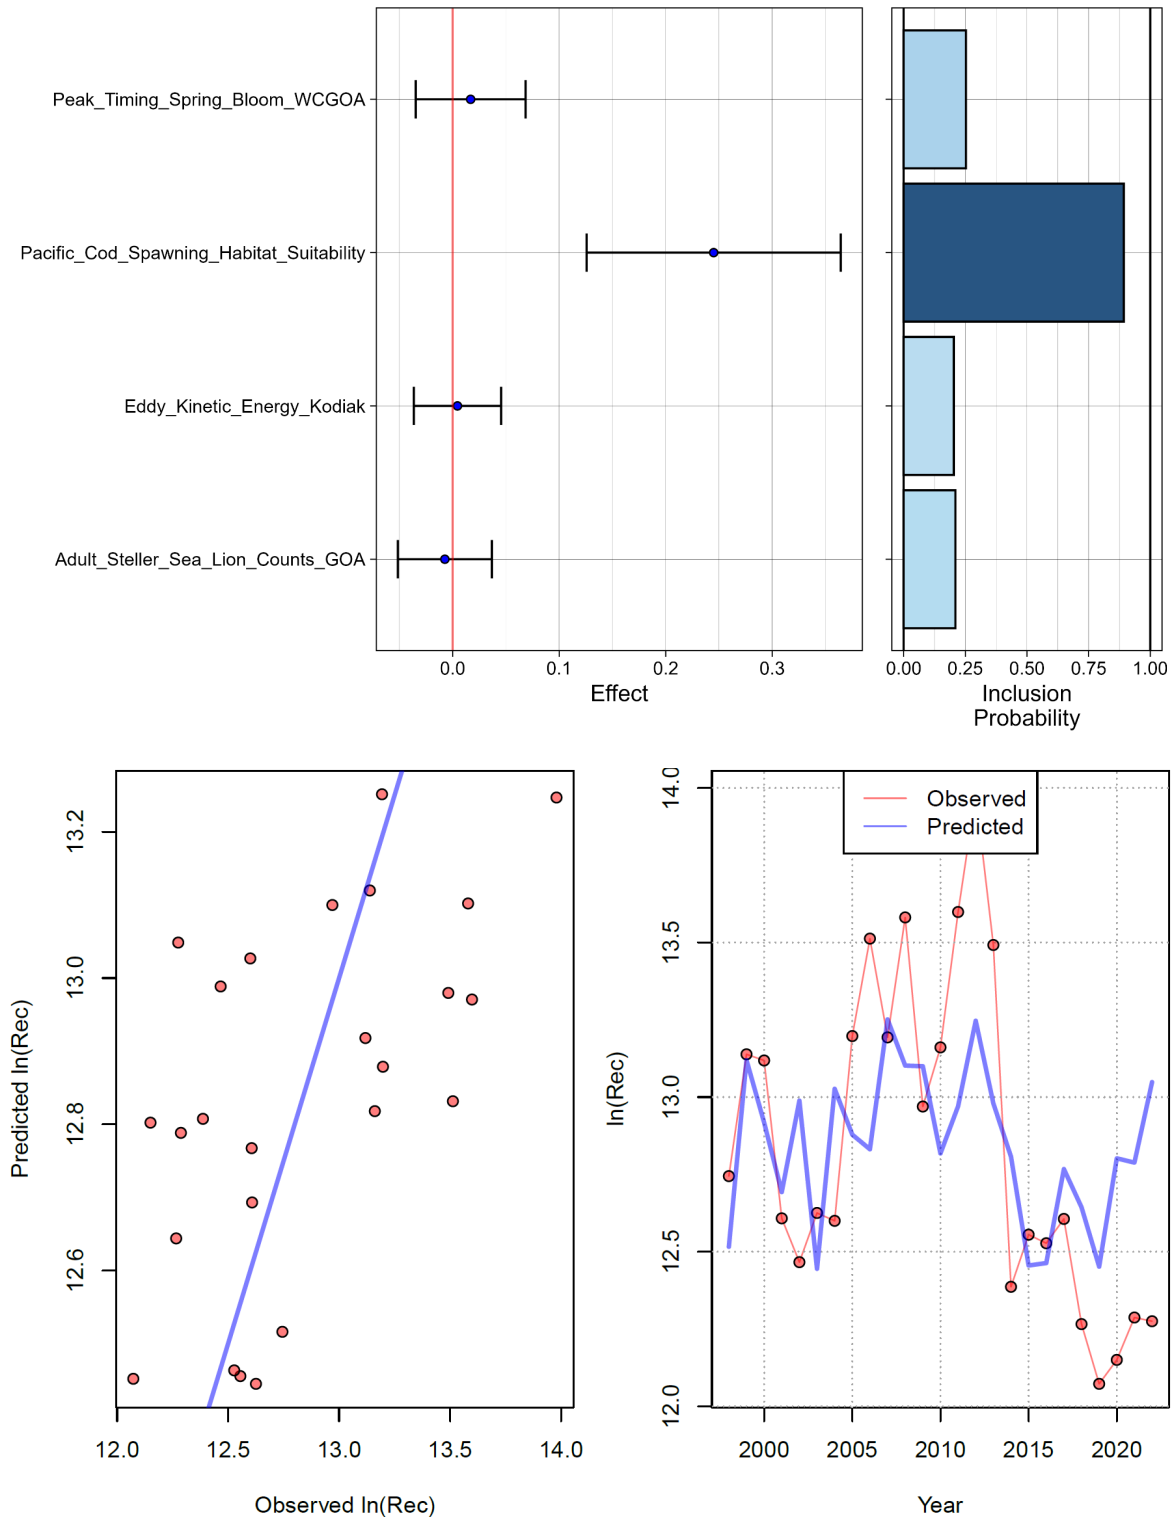 Peak_Timing_Spring_Bloom_WCGOA
Pacific_Cod_Spawning_Habitat_Suitability
Eddy_Kinetic_Energy_Kodiak
Adult_Steller_Sea_Lion_Counts_GOA
0.0 0.1 0.2 0.3
Effect
0.00 0.25 0.50 0.75 1.00
Inclusion
Probability
13.2
13.0
12.8
12.6
Predicted ln(Rec)
12.0 12.5 13.0 13.5 14.0
Observed ln(Rec)
Observed
Predicted
14.0
13.5
13.0
12.5
12.0
ln(Rec)
2000 2005 2010 2015 2020
Year